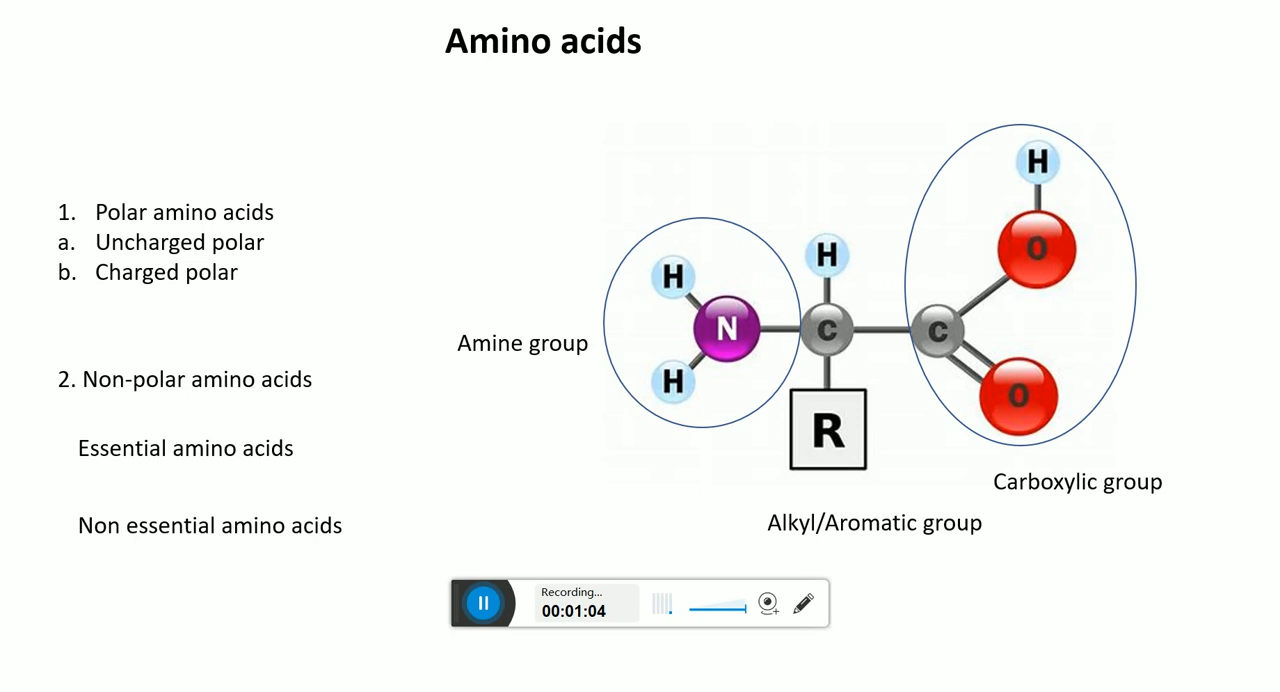 Amino acids
1. Polar amino acids
a. Uncharged polar
b. Charged polar
2. Non-polar amino acids
Essential amino acids
Non essential amino acids
Amine group
H
H
H
H
N
C
C
O
O
R
Carboxylic group
Alkyl/Aromatic group
Recording...
00:01:04